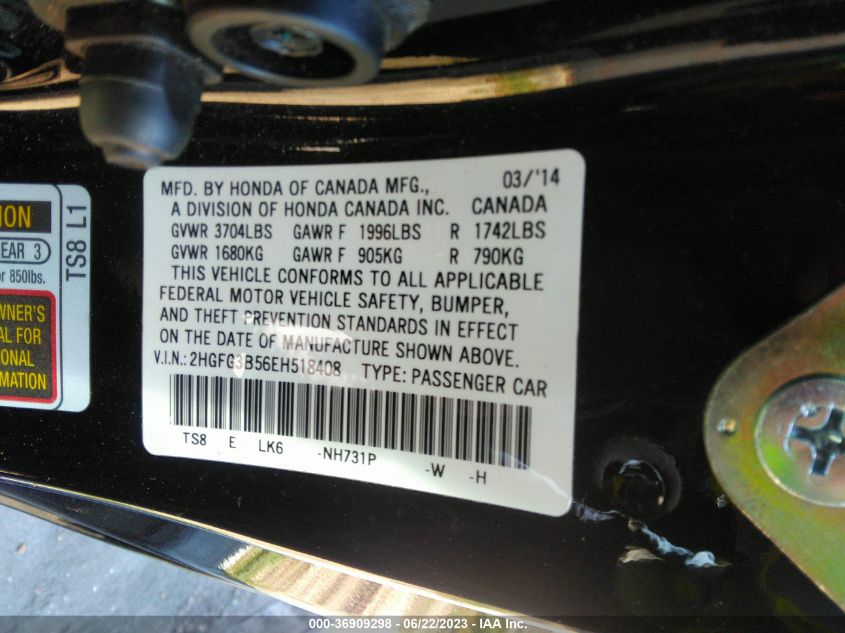 MFD. BY HONDA OF CANADA MFG., 03/'14
A DIVISION OF HONDA CANADA INC. CANADA
GVWR 3704LBS GAWR F 1996LBS R 1742LBS
GVWR 1680KG GAWR F 905KG R 790KG
THIS VEHICLE CONFORMS TO ALL APPLICABLE
FEDERAL MOTOR VEHICLE SAFETY, BUMPER,
AND THEFT PREVENTION STANDARDS IN EFFECT
ON THE DATE OF MANUFACTURE SHOWN ABOVE.
V.I.N.: 2HGFG3B56EH518408 TYPE: PASSENGER CAR
TS8 E LK6 -NH731P -W -H
ION
EAR 3
r 850lbs.
WNER'S
AL FOR
IONAL
RMATION
TS8 L1
000-36909298 - 06/22/2023 - IAA Inc.